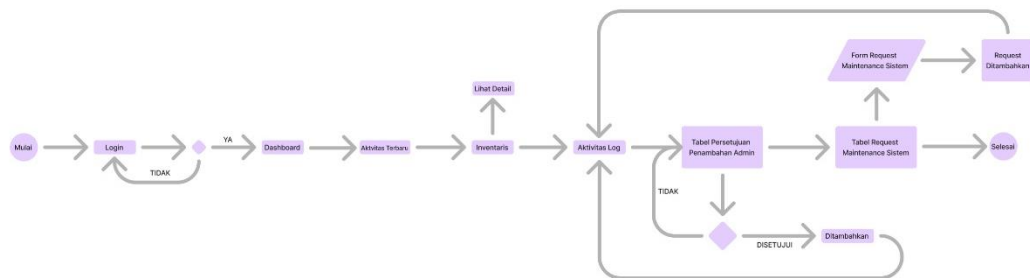 Mulai
Login
TIDAK
YA
Dashboard
Aktvitas Terbaru
Lihat Detail
Inventaris
Aktivitas Log
Tabel Persetujuan
Penambahan Admin
TIDAK
DISETUJUI
Ditambahkan
Tabel Request
Maintenance Sistem
Form Request
Maintenance Sistem
Request
Ditambahkan
Selesai